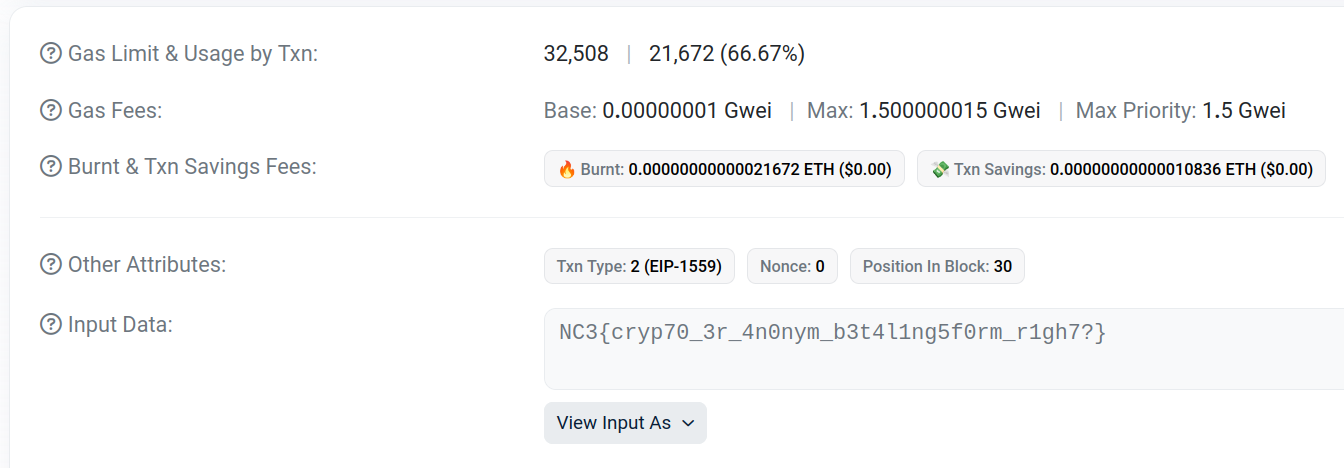 Gas Limit & Usage by Txn: 32,508 | 21,672 (66.67%)
Gas Fees: Base: 0.00000001 Gwei | Max: 1.500000015 Gwei | Max Priority: 1.5 Gwei
Burnt & Txn Savings Fees: Burnt: 0.00000000000021672 ETH ($0.00) Txn Savings: 0.00000000000010836 ETH ($0.00)
Other Attributes: Txn Type: 2 (EIP-1559) Nonce: 0 Position In Block: 30
Input Data: NC3{cryp70_3r_4n0nym_b3t4l1ng5f0rm_r1gh7?}
View Input As